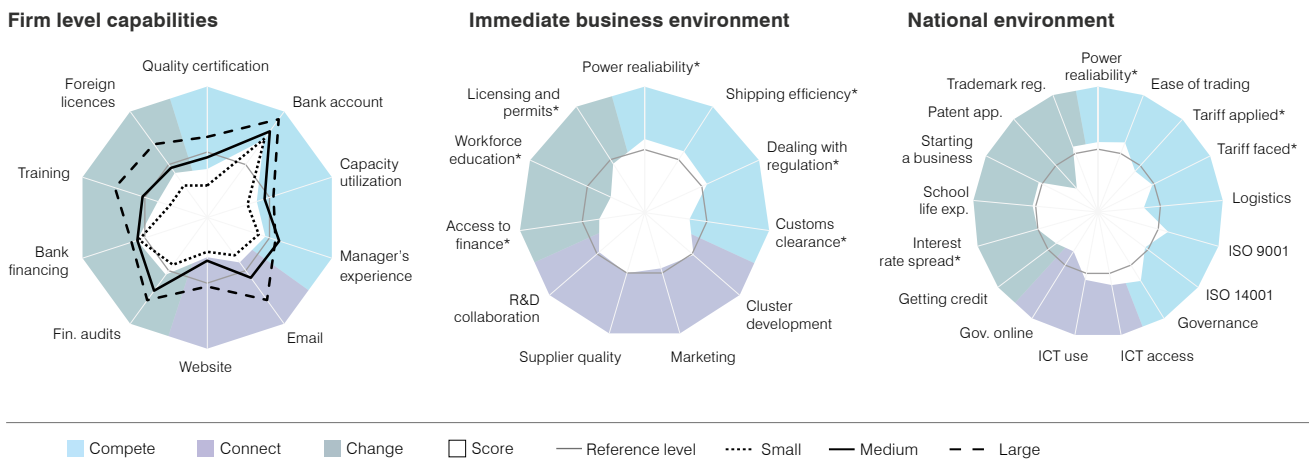 Firm level capabilities
Quality certification
Bank account
Capacity
utilization
Manager's
experience
Email
Website
Fin. audits
Bank
financing
Training
Foreign
licences
Immediate business environment
Power realiability*
Shipping efficiency*
Dealing with
regulation*
Customs
clearance*
Cluster
development
Marketing
Supplier quality
R&D
collaboration
Access to
finance*
Workforce
education*
Licensing and
permits*
National environment
Power
realiability*
Ease of trading
Tariff applied*
Tariff faced*
Logistics
ISO 9001
ISO 14001
Governance
ICT access
ICT use
Gov. online
Getting credit
Interest
rate spread*
School
life exp.
Starting
a business
Patent app.
Trademark reg.
Compete
Connect
Change
Score
Reference level
Small
Medium
Large